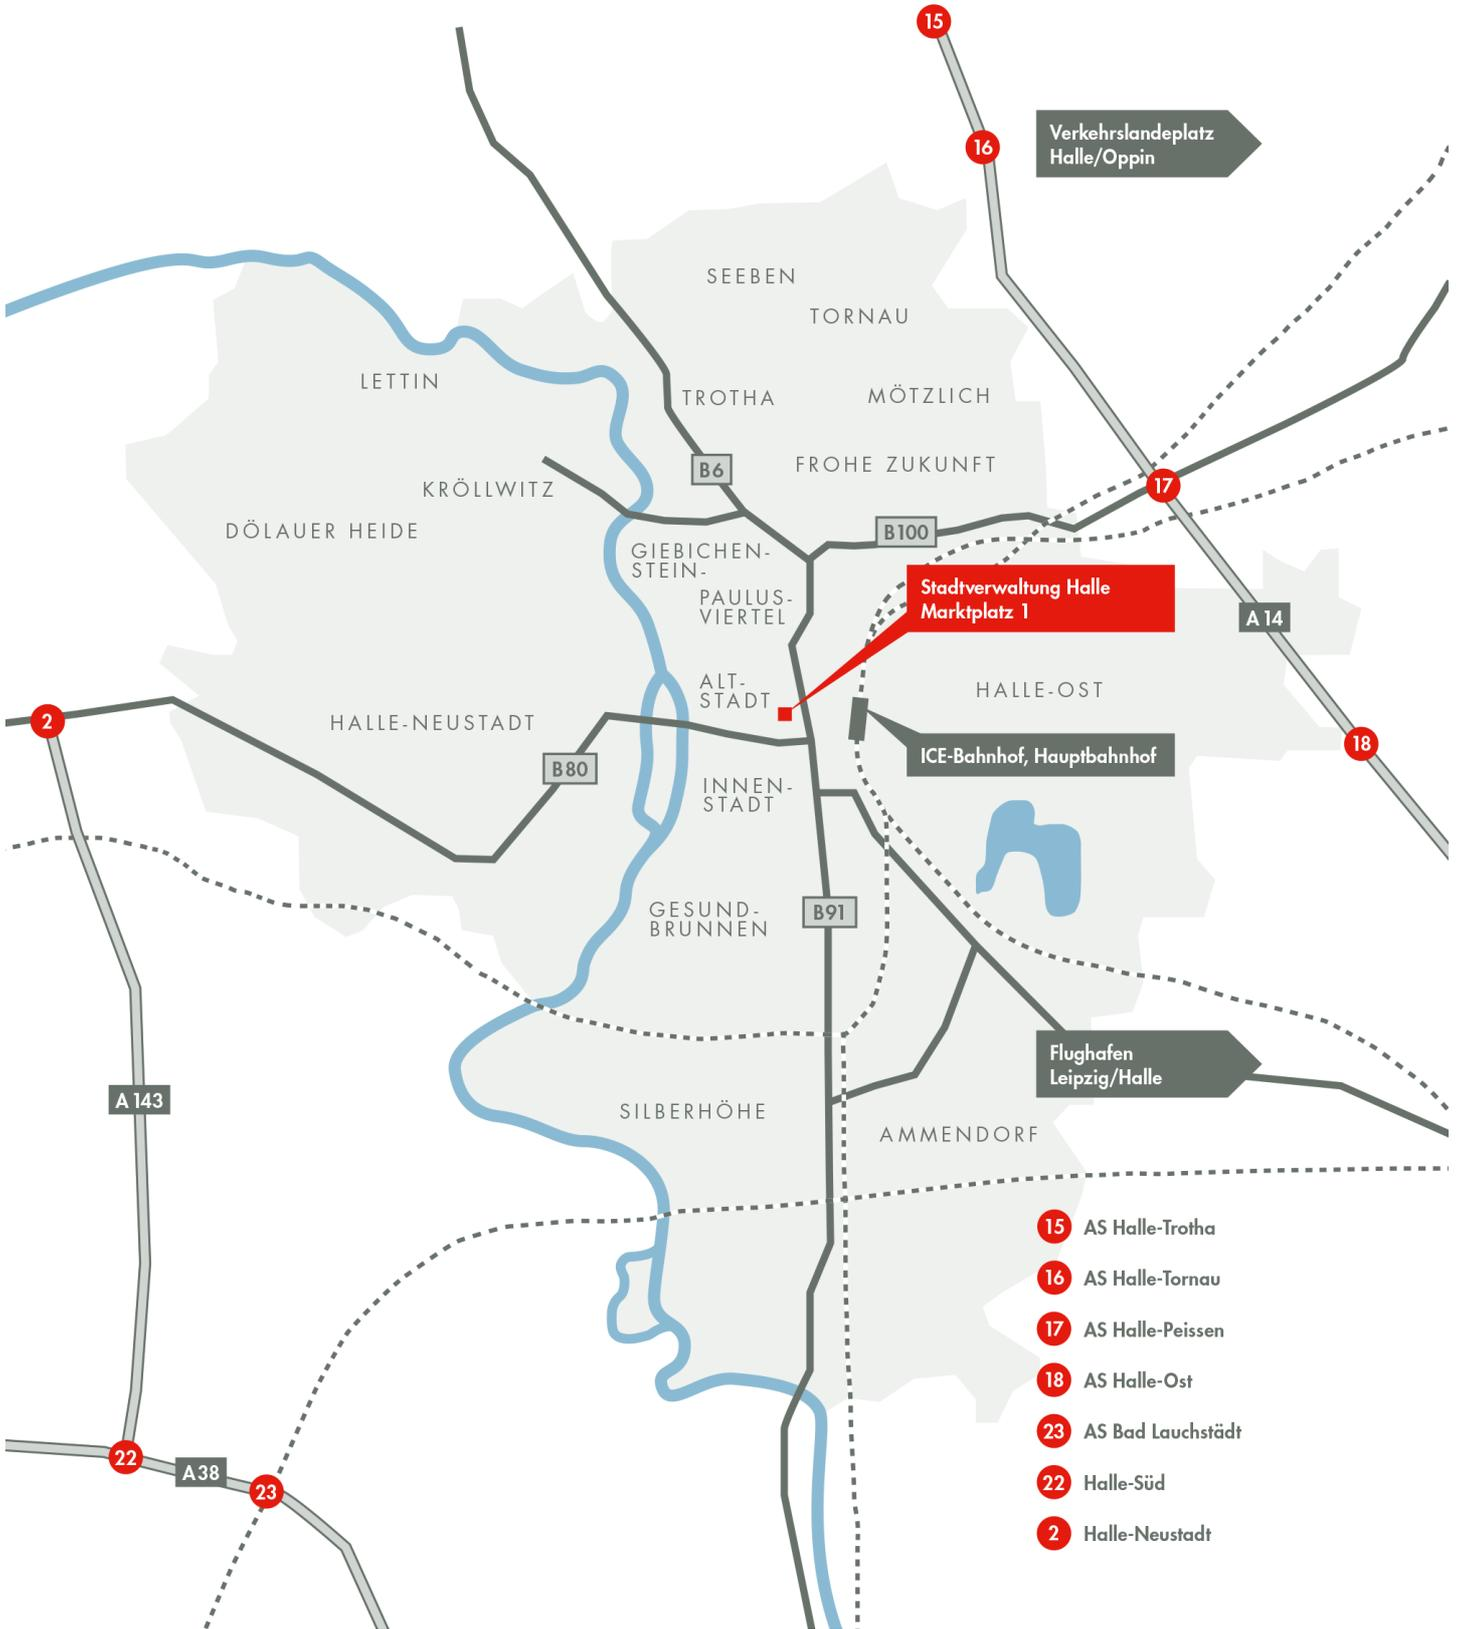 15
16
Verkehrslandeplatz
Halle/Oppin
SEEBEN
TORNAU
LETTIN
TROTHA
MÖTZLICH
B6
FROHE ZUKUNFT
KRÖLLWITZ
17
DÖLAUER HEIDE
B100
GIEBICHEN-
STEIN-
Stadtverwaltung Halle
Marktplatz 1
PAULUS-
VIERTEL
A 14
ALT-
STADT
HALLE-OST
2
HALLE-NEUSTADT
18
ICE-Bahnhof, Hauptbahnhof
B80
INNEN-
STADT
GESUND-
BRUNNEN
B91
Flughafen
Leipzig/Halle
A 143
SILBERHÖHE
AMMENDORF
15 AS Halle-Trotha
16 AS Halle-Tornau
17 AS Halle-Peissen
18 AS Halle-Ost
23 AS Bad Lauchstädt
22 Halle-Süd
2 Halle-Neustadt
22
A38
23